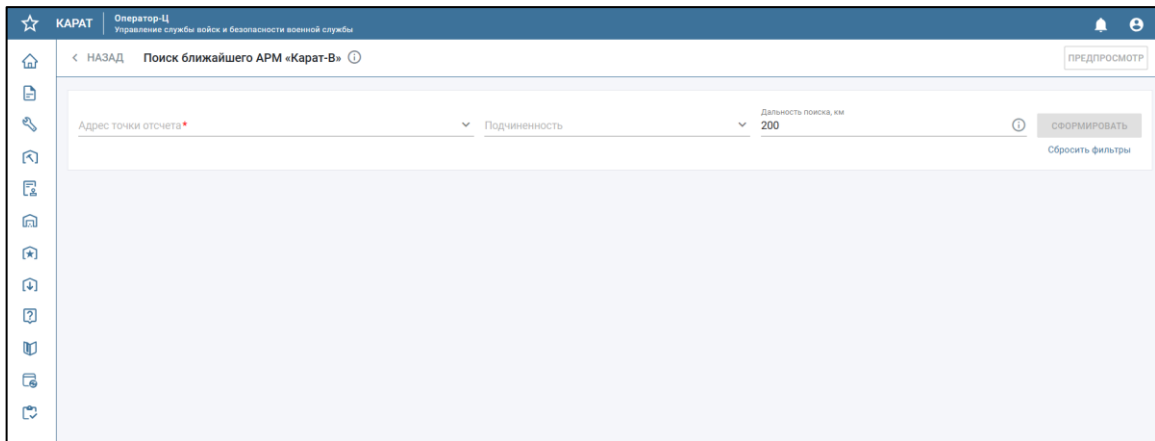 КАРАТ
Оператор-Ц
Управление службы войск и безопасности военной службы
НАЗАД
Поиск ближайшего АРМ «Карат-В»
ПРЕДПРОСМОТР
Адрес точки отсчета*
Подчиненность
Дальность поиска, км
200
СФОРМИРОВАТЬ
Сбросить фильтры